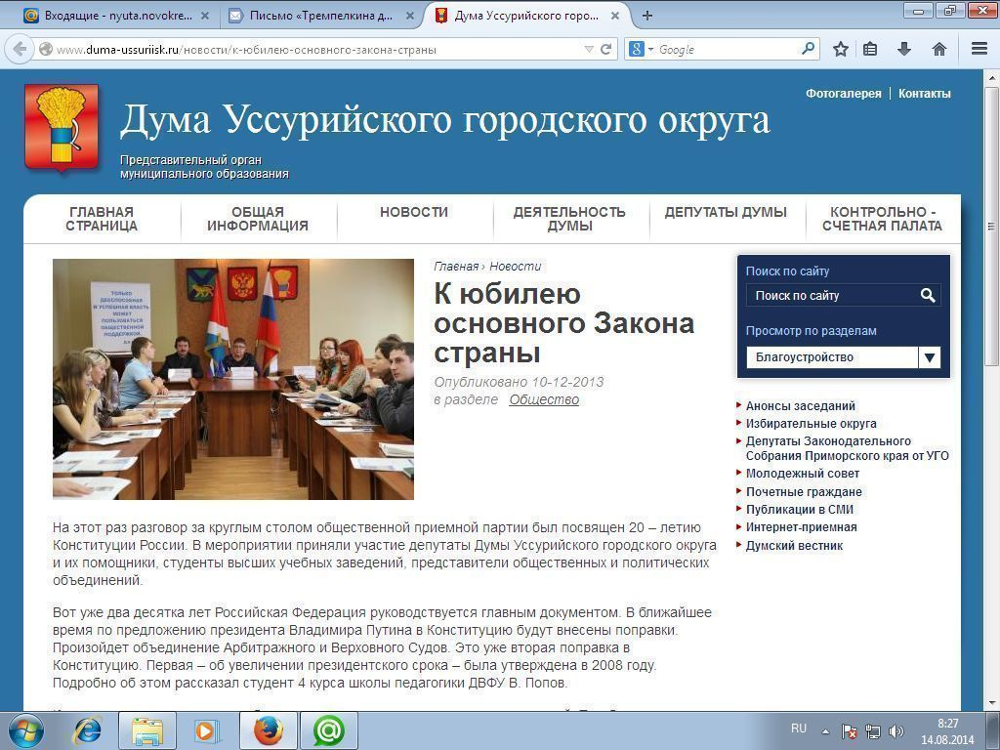 Входящие - nyuta.novokre...
Письмо «Тремпелкина д...
Дума Уссурийского горо...
www.duma-ussuriisk.ru/новости/к-юбилею-основного-закона-страны
Google
Фотогалерея | Контакты
Дума Уссурийского городского округа
Представительный орган
муниципального образования
ГЛАВНАЯ СТРАНИЦА
ОБЩАЯ ИНФОРМАЦИЯ
НОВОСТИ
ДЕЯТЕЛЬНОСТЬ ДУМЫ
ДЕПУТАТЫ ДУМЫ
КОНТРОЛЬНО - СЧЕТНАЯ ПАЛАТА
ТОЛЬКО
ДЕЕСПОСОБНАЯ
И УСПЕШНАЯ ВЛАСТЬ
МОЖЕТ
ПОЛЬЗОВАТЬСЯ
ОБЩЕСТВЕННОЙ
ПОДДЕРЖКОЙ.
Главная › Новости
К юбилею
основного Закона
страны
Опубликовано 10-12-2013
в разделе Общество
Поиск по сайту
Поиск по сайту
Просмотр по разделам
Благоустройство
Анонсы заседаний
Избирательные округа
Депутаты Законодательного
Собрания Приморского края от УГО
Молодежный совет
Почетные граждане
Публикации в СМИ
Интернет-приемная
Думский вестник
На этот раз разговор за круглым столом общественной приемной партии был посвящен 20 – летию
Конституции России. В мероприятии приняли участие депутаты Думы Уссурийского городского округа
и их помощники, студенты высших учебных заведений, представители общественных и политических
объединений.
Вот уже два десятка лет Российская Федерация руководствуется главным документом. В ближайшее
время по предложению президента Владимира Путина в Конституцию будут внесены поправки.
Произойдет объединение Арбитражного и Верховного Судов. Это уже вторая поправка в
Конституцию. Первая – об увеличении президентского срока – была утверждена в 2008 году.
Подробно об этом рассказал студент 4 курса школы педагогики ДВФУ В. Попов.
RU
8:27
14.08.2014